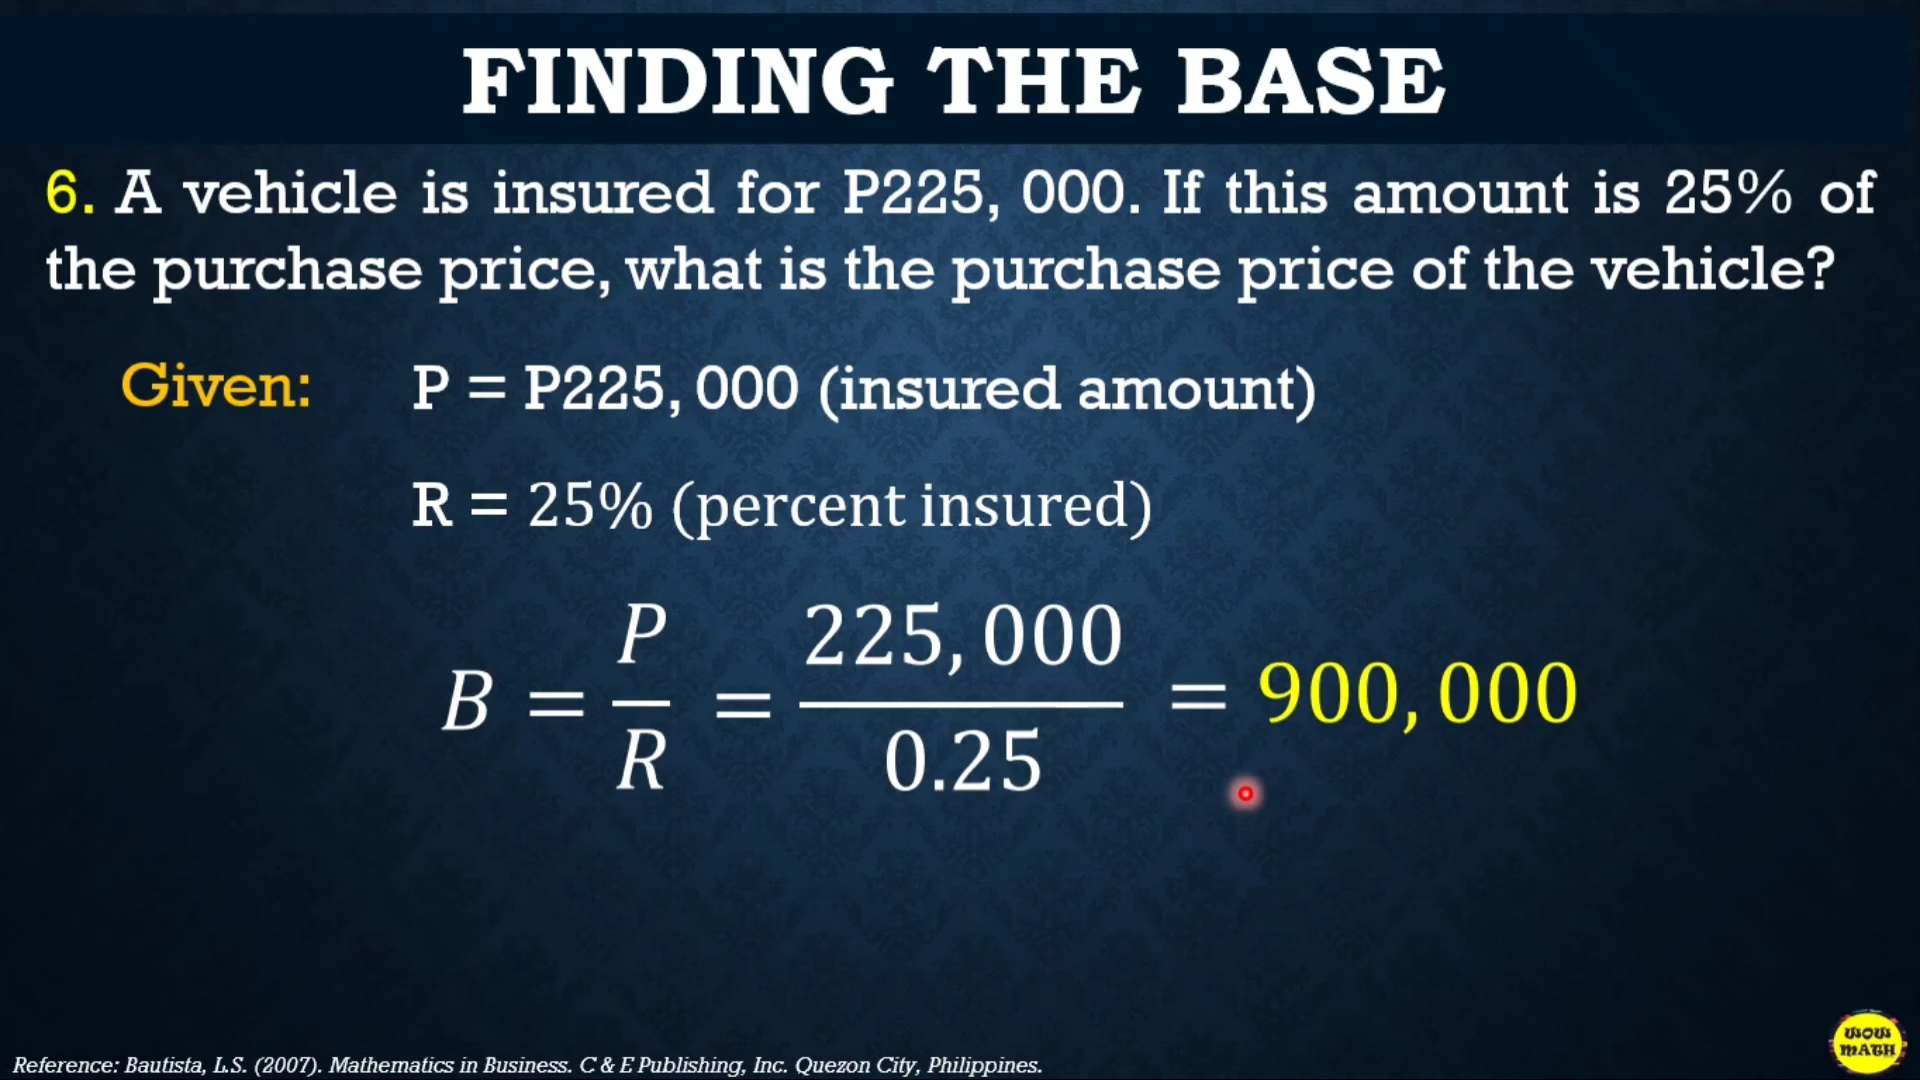 FINDING THE BASE
6. A vehicle is insured for P225, 000. If this amount is 25% of
the purchase price, what is the purchase price of the vehicle?
Given: P = P225, 000 (insured amount)
R = 25% (percent insured)
B = P/R = 225, 000/0.25 = 900, 000
WOW
MATH
Reference: Bautista, L.S. (2007). Mathematics in Business. C & E Publishing, Inc. Quezon City, Philippines.